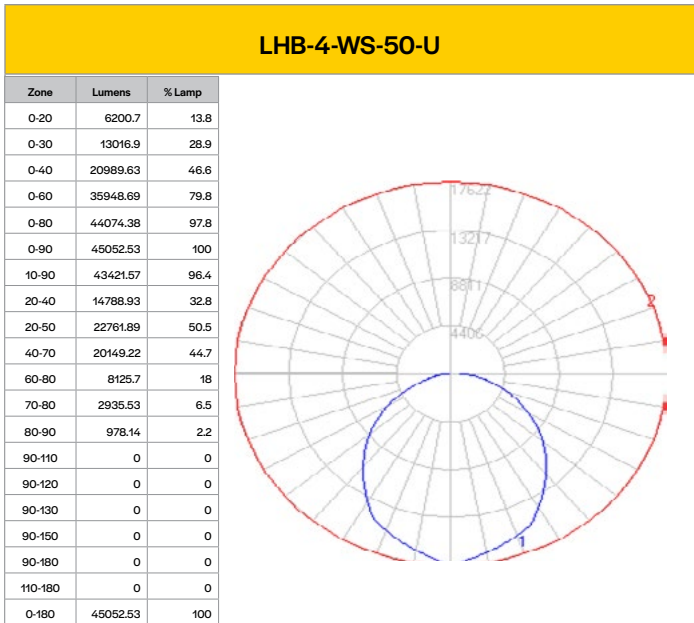 LHB-4-WS-50-U
Zone Lumens % Lamp
0-20 6200.7 13.8
0-30 13016.9 28.9
0-40 20989.63 46.6
0-60 35948.69 79.8
0-80 44074.38 97.8
0-90 45052.53 100
10-90 43421.57 96.4
20-40 14788.93 32.8
20-50 22761.89 50.5
40-70 20149.22 44.7
60-80 8125.7 18
70-80 2935.53 6.5
80-90 978.14 2.2
90-110 0 0
90-120 0 0
90-130 0 0
90-150 0 0
90-180 0 0
110-180 0 0
0-180 45052.53 100
17622
13217
8811
4406
2
1